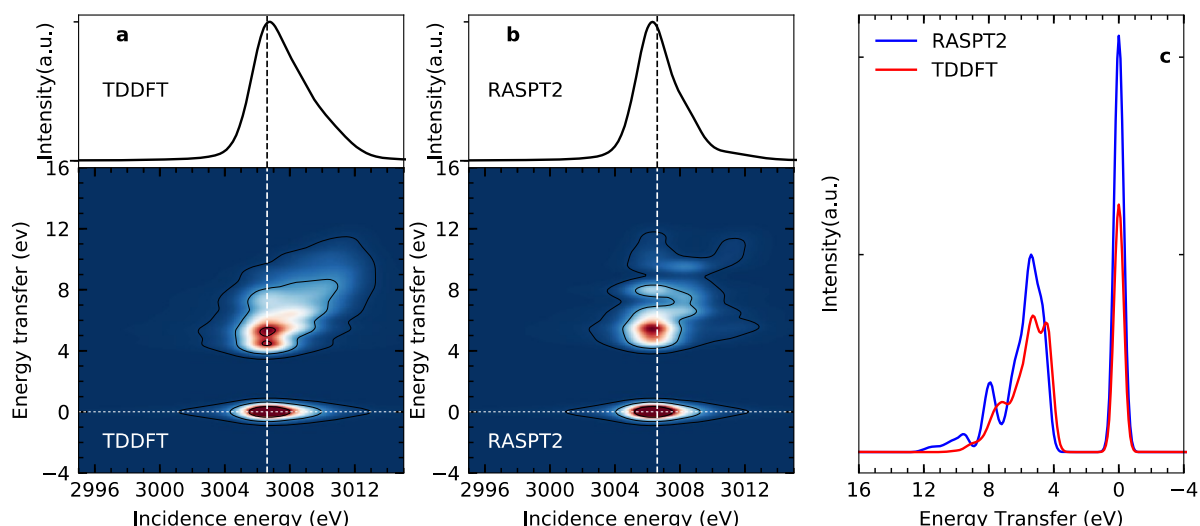 a
TDDFT
Intensity(a.u.)
b
RASPT2
Intensity(a.u.)
RASPT2
TDDFT
c
Intensity(a.u.)
16
12
8
4
0
−4
Energy transfer (ev)
TDDFT
2996 3000 3004 3008 3012
Incidence energy (eV)
16
12
8
4
0
−4
Energy transfer (ev)
RASPT2
2996 3000 3004 3008 3012
Incidence energy (eV)
16 12 8 4 0 −4
Energy Transfer (eV)